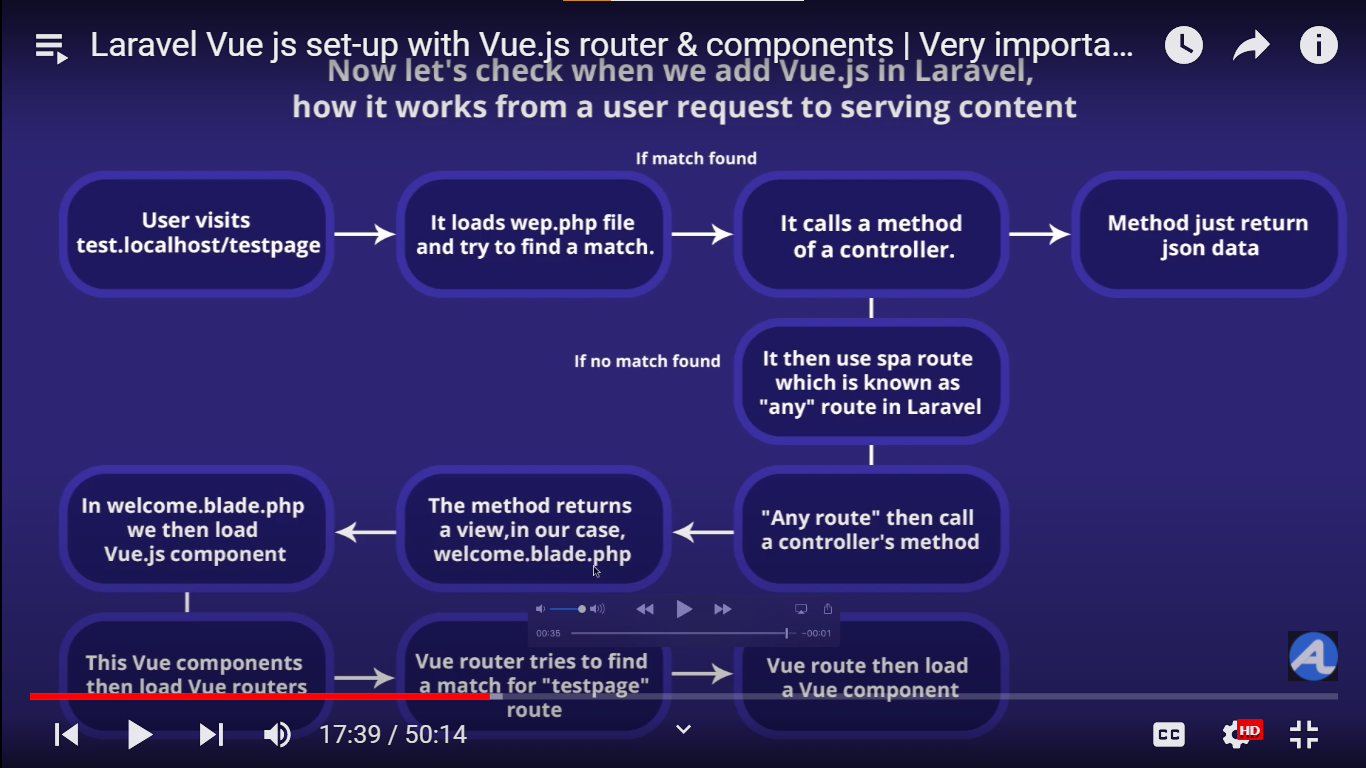 Laravel Vue js set-up with Vue.js router & components | Very importa...
Now let's check when we add Vue.js in Laravel,
how it works from a user request to serving content
If match found
User visits
test.localhost/testpage
It loads wep.php file
and try to find a match.
It calls a method
of a controller.
Method just return
json data
If no match found
It then use spa route
which is known as
"any" route in Laravel
"Any route" then call
a controller's method
The method returns
a view,in our case,
welcome.blade.php
In welcome.blade.php
we then load
Vue.js component
00:35
-00:01
This Vue components
then load Vue routers
Vue router tries to find
a match for "testpage"
route
Vue route then load
a Vue component
17:39 / 50:14
CC
HD